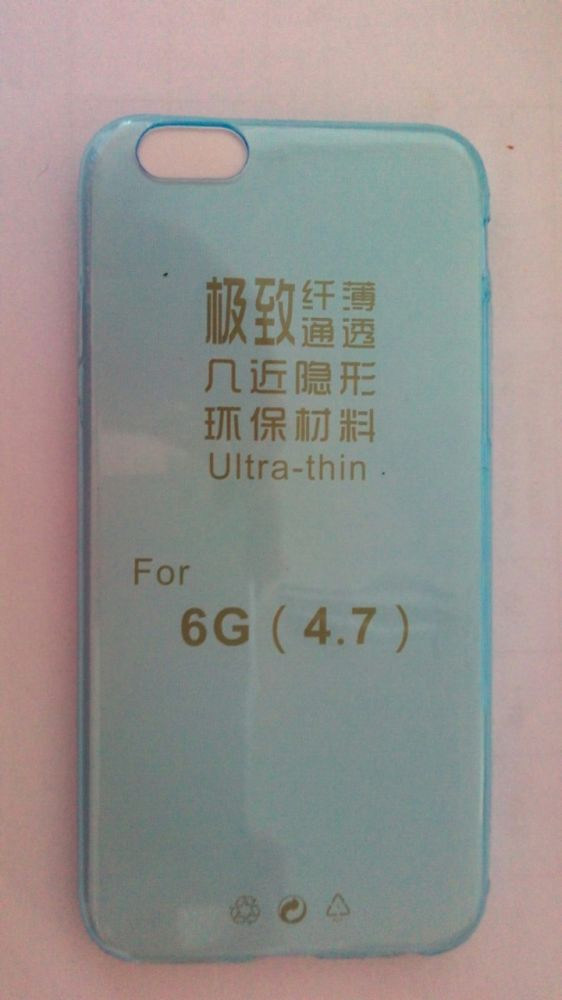 极致纤薄
通透
几近隐形
环保材料
Ultra-thin
For
6G（4.7）